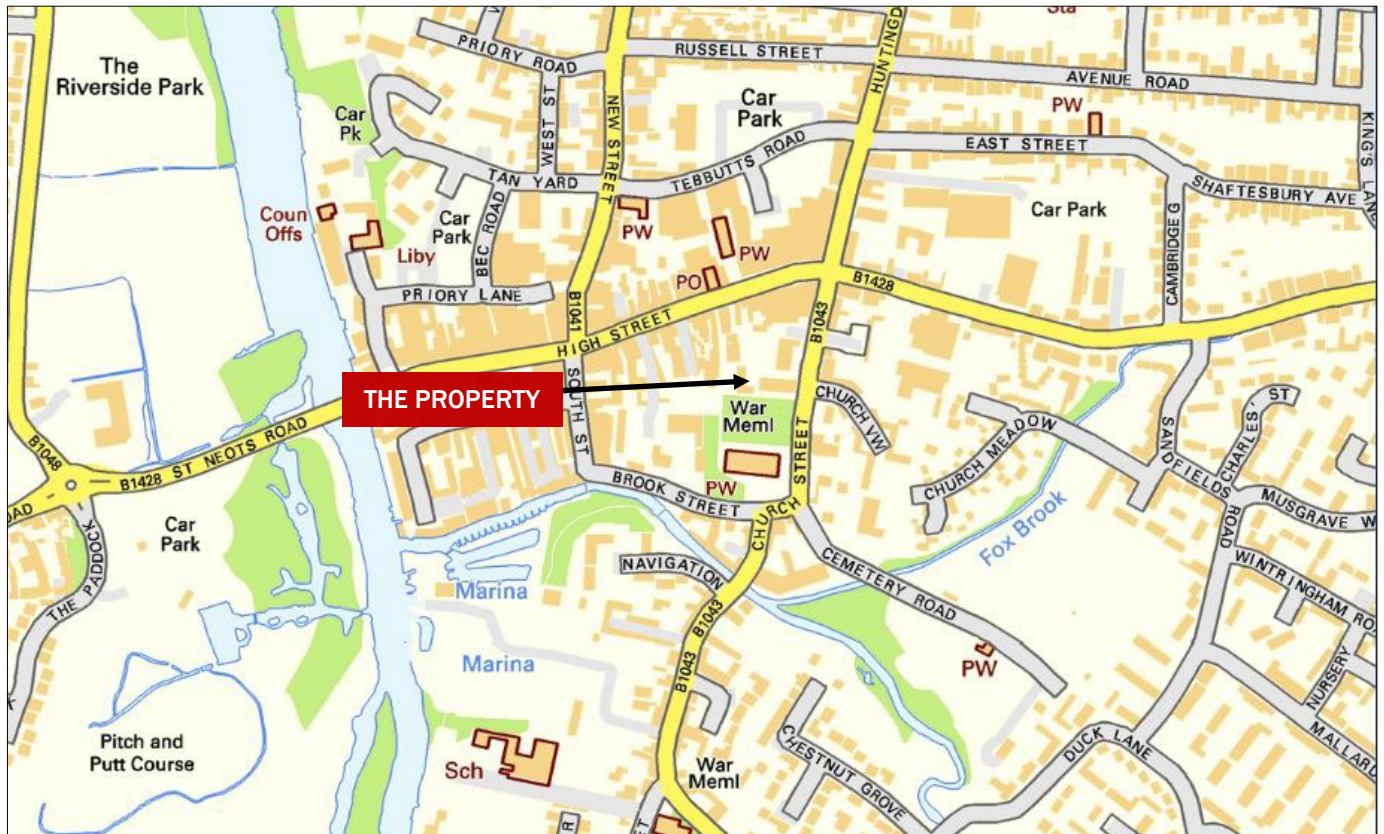 Sta
PRIORY ROAD
RUSSELL STREET
HUNTINGD
AVENUE ROAD
The
Riverside Park
Car
Pk
WEST ST
NEW STREET
Car
Park
PW
KING'S LAN
TEBBUTTS ROAD
EAST STREET
TAN YARD
SHAFTESBURY AVE
Coun
Offs
Liby
Car
Park
BEC ROAD
PW
PW
Car Park
CAMBRIDGE G
PRIORY LANE
PO
B1428
B1041
HIGH STREET
B1043
THE PROPERTY
SOUTH ST
War
Meml
CHURCH VW
CHURCH STREET
CHURCH MEADOW
CHARLES' ST
SANDFIELDS ROAD
B1048
B1428 ST NEOTS ROAD
OAD
PW
BROOK STREET
CHURCH
MUSGRAVE W
Car
Park
THE PADDOCK
Fox Brook
CEMETERY ROAD
NAVIGATION
Marina
WINTRINGHAM RO
B1043
Marina
PW
NURSERY
B1043
MALLARD
Pitch and
Putt Course
Sch
War
Meml
CHESTNUT GROVE
DUCK LANE